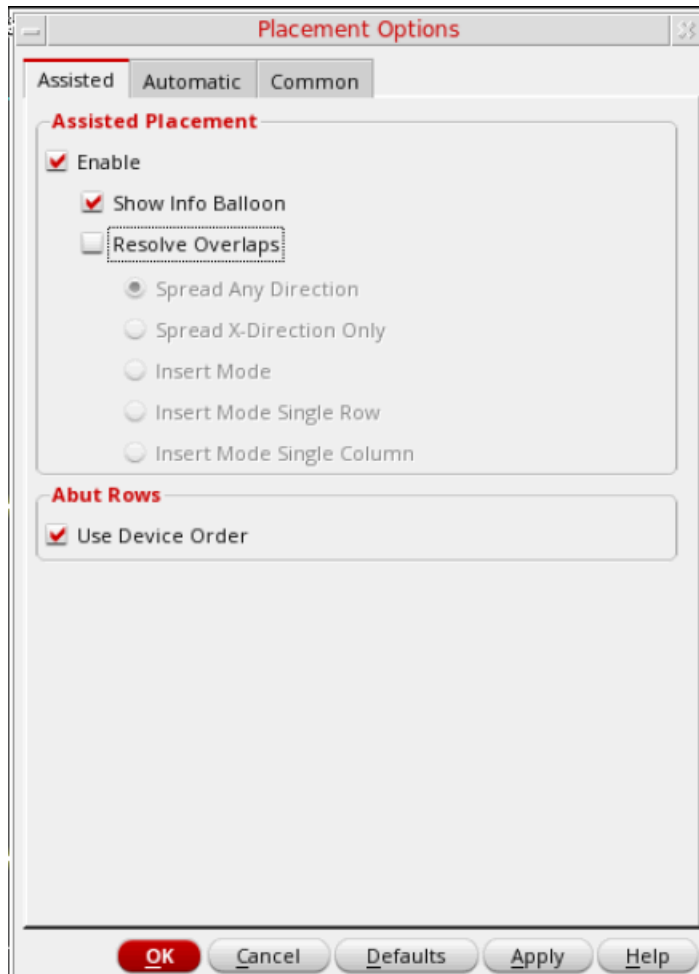 Placement Options
Assisted Automatic Common
Assisted Placement
Enable
Show Info Balloon
Resolve Overlaps
Spread Any Direction
Spread X-Direction Only
Insert Mode
Insert Mode Single Row
Insert Mode Single Column
Abut Rows
Use Device Order
OK Cancel Defaults Apply Help